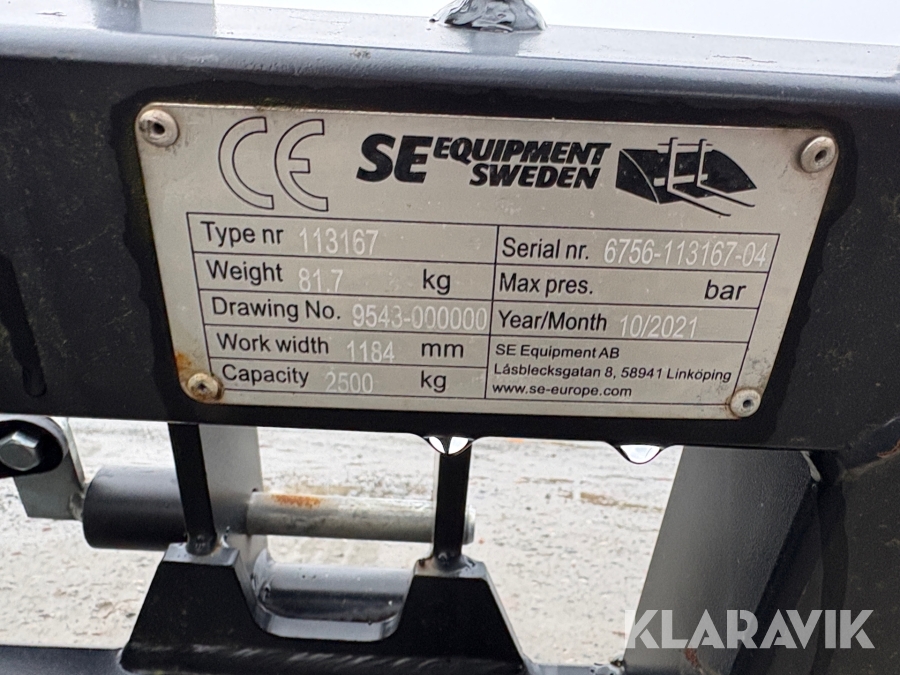 CE SE EQUIPMENT
SWEDEN
Type nr 113167
Weight 81.7 kg
Drawing No. 9543-000000
Work width 1184 mm
Capacity 2500 kg
Serial nr. 6756-113167-04
Max pres. bar
Year/Month 10/2021
SE Equipment AB
Låsblecksgatan 8, 58941 Linköping
www.se-europe.com
KLARAVIK